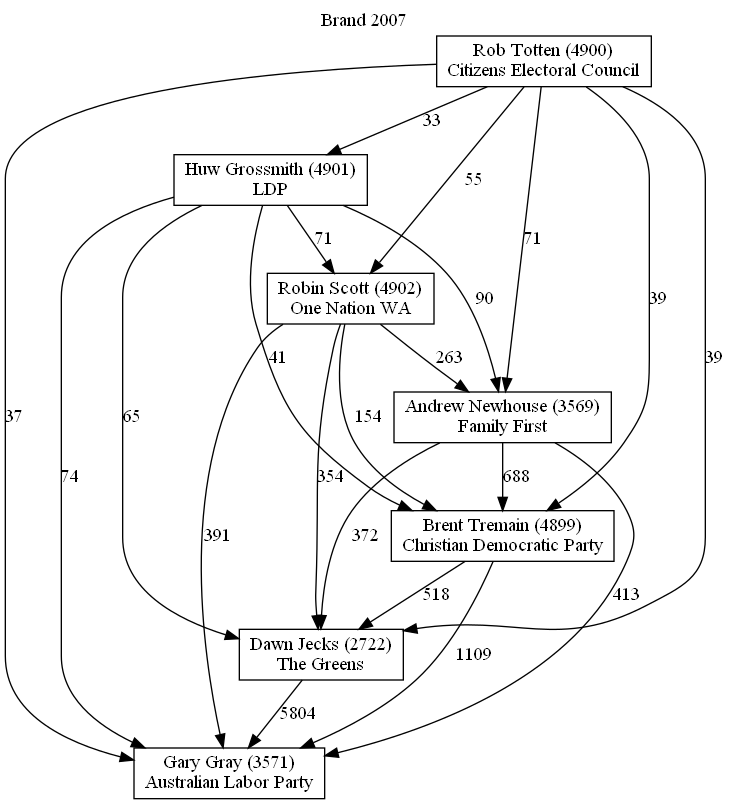 Brand 2007
Rob Totten (4900)
Citizens Electoral Council
33
Huw Grossmith (4901)
LDP
55
71
71
Robin Scott (4902)
One Nation WA
90
39
41
263
39
Andrew Newhouse (3569)
Family First
37
65
154
74
354
688
Brent Tremain (4899)
Christian Democratic Party
391
372
518
413
Dawn Jecks (2722)
The Greens
1109
5804
Gary Gray (3571)
Australian Labor Party